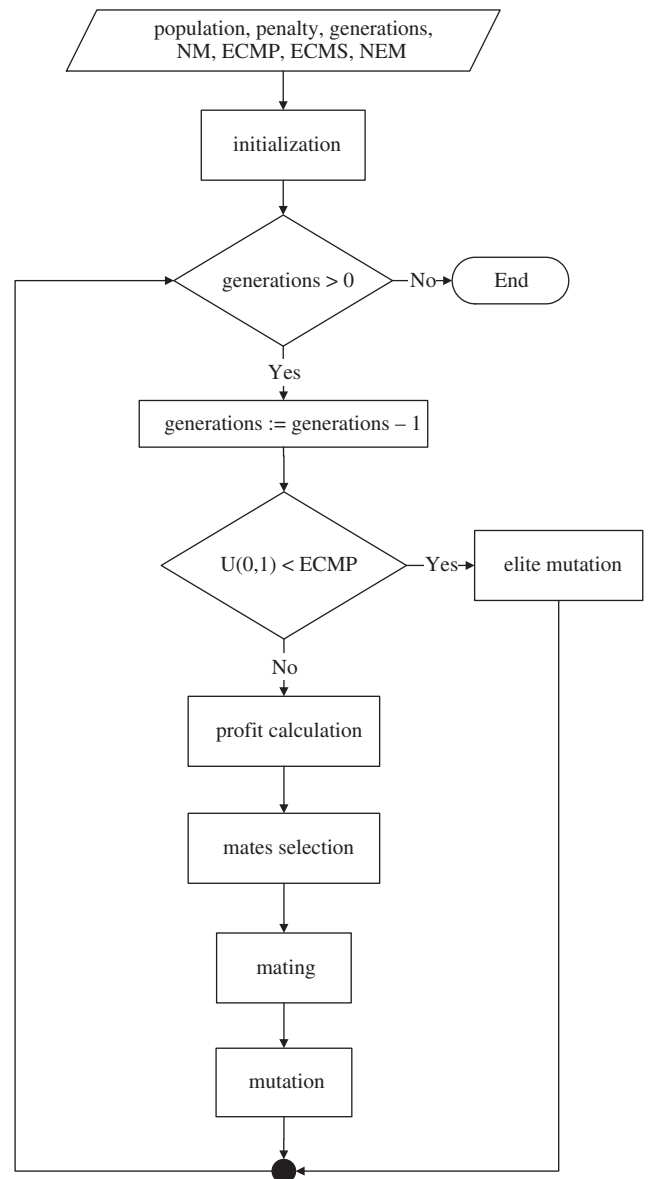 population, penalty, generations,
NM, ECMP, ECMS, NEM
initialization
generations > 0
No
End
Yes
generations := generations – 1
U(0,1) < ECMP
Yes
elite mutation
No
profit calculation
mates selection
mating
mutation